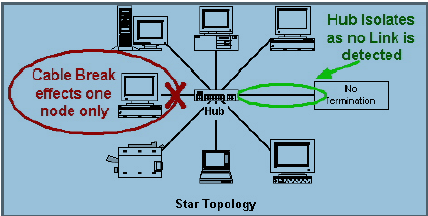 Hub Isolates
as no Link is
detected
Cable Break
effects one
node only
Hub
No
Termination
Star Topology